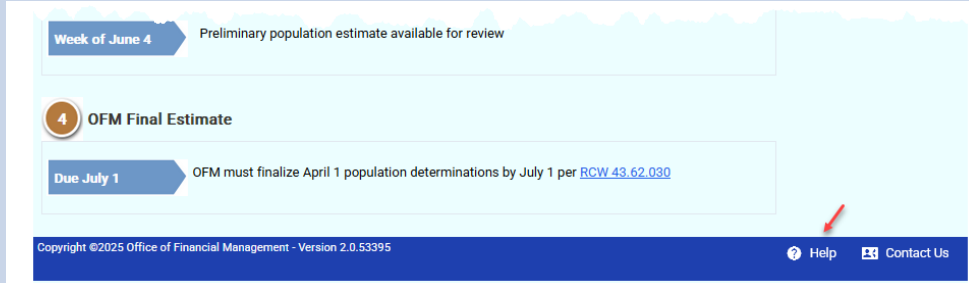 Week of June 4
Preliminary population estimate available for review
4 OFM Final Estimate
Due July 1
OFM must finalize April 1 population determinations by July 1 per RCW 43.62.030
Copyright ©2025 Office of Financial Management - Version 2.0.53395
? Help
Contact Us